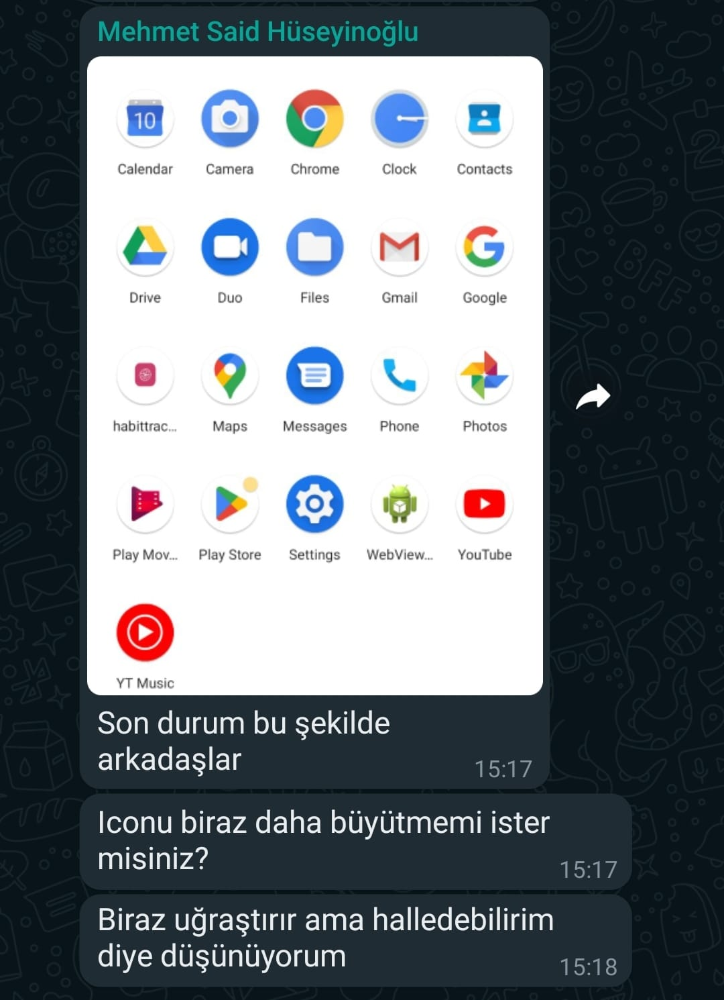 Mehmet Said Hüseyinoğlu
10
Calendar Camera Chrome Clock Contacts
Drive Duo Files Gmail Google
habittrac... Maps Messages Phone Photos
Play Mov... Play Store Settings WebView... YouTube
YT Music
Son durum bu şekilde
arkadaşlar
15:17
Iconu biraz daha büyütmemi ister
misiniz?
15:17
Biraz uğraştırır ama halledebilirim
diye düşünüyorum
15:18